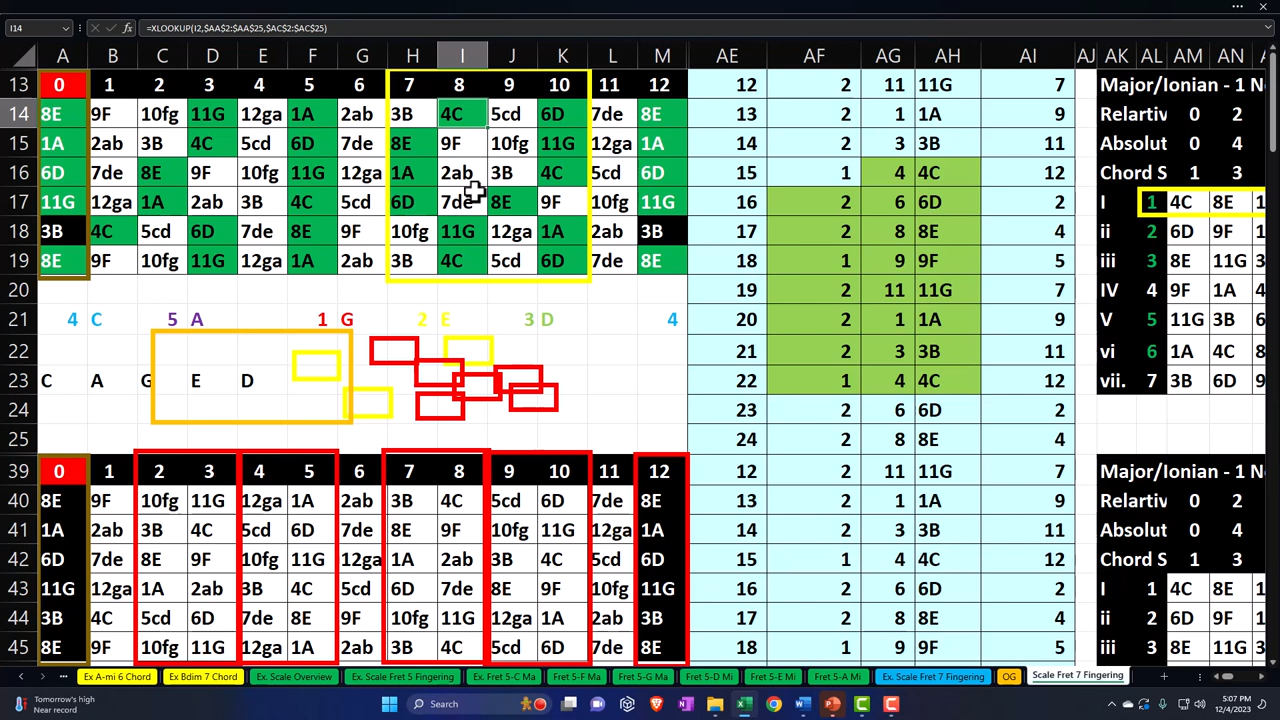 I14 =XLOOKUP(I2,$AA$2:$AA$25,$AC$2:$AC$25)
A B C D E F G H I J K L M AE AF AG AH AI AJ AK AL AM AN
13 0 1 2 3 4 5 6 7 8 9 10 11 12 12 2 11 11G 7 Major/Ionian - 1 N
14 8E 9F 10fg 11G 12ga 1A 2ab 3B 4C 5cd 6D 7de 8E 13 2 1 1A 9 Relartiv 0 2
15 1A 2ab 3B 4C 5cd 6D 7de 8E 9F 10fg 11G 12ga 1A 14 2 3 3B 11 Absolut 0 4
16 6D 7de 8E 9F 10fg 11G 12ga 1A 2ab 3B 4C 5cd 6D 15 1 4 4C 12 Chord S 1 3
17 11G 12ga 1A 2ab 3B 4C 5cd 6D 7de 8E 9F 10fg 11G 16 2 6 6D 2 I 1 4C 8E 1
18 3B 4C 5cd 6D 7de 8E 9F 10fg 11G 12ga 1A 2ab 3B 17 2 8 8E 4 ii 2 6D 9F 1
19 8E 9F 10fg 11G 12ga 1A 2ab 3B 4C 5cd 6D 7de 8E 18 1 9 9F 5 iii 3 8E 11G 3
20 19 2 11 11G 7 IV 4 9F 1A 4
21 4 C 5 A 1 G 2 E 3 D 4 20 2 1 1A 9 V 5 11G 3B 6
22 21 2 3 3B 11 vi 6 1A 4C 8
23 C A G E D 22 1 4 4C 12 vii. 7 3B 6D 9
24 23 2 6 6D 2
25 24 2 8 8E 4
39 0 1 2 3 4 5 6 7 8 9 10 11 12 12 2 11 11G 7 Major/Ionian - 1 N
40 8E 9F 10fg 11G 12ga 1A 2ab 3B 4C 5cd 6D 7de 8E 13 2 1 1A 9 Relartiv 0 2
41 1A 2ab 3B 4C 5cd 6D 7de 8E 9F 10fg 11G 12ga 1A 14 2 3 3B 11 Absolut 0 4
42 6D 7de 8E 9F 10fg 11G 12ga 1A 2ab 3B 4C 5cd 6D 15 1 4 4C 12 Chord S 1 3
43 11G 12ga 1A 2ab 3B 4C 5cd 6D 7de 8E 9F 10fg 11G 16 2 6 6D 2 I 1 4C 8E 1
44 3B 4C 5cd 6D 7de 8E 9F 10fg 11G 12ga 1A 2ab 3B 17 2 8 8E 4 ii 2 6D 9F 1
45 8E 9F 10fg 11G 12ga 1A 2ab 3B 4C 5cd 6D 7de 8E 18 1 9 9F 5 iii 3 8E 11G 3
Ex A-mi 6 Chord Ex Bdim 7 Chord Ex. Scale Overview Ex. Scale Fret 5 Fingering Ex. Fret 5-C Ma Fret 5-F Ma Fret 5-G Ma Fret 5-D Mi Fret 5-E Mi Fret 5-A Mi Ex. Scale Fret 7 Fingering OG Scale Fret 7 Fingering
Tomorrow's high
Near record
Search
5:07 PM
12/4/2023